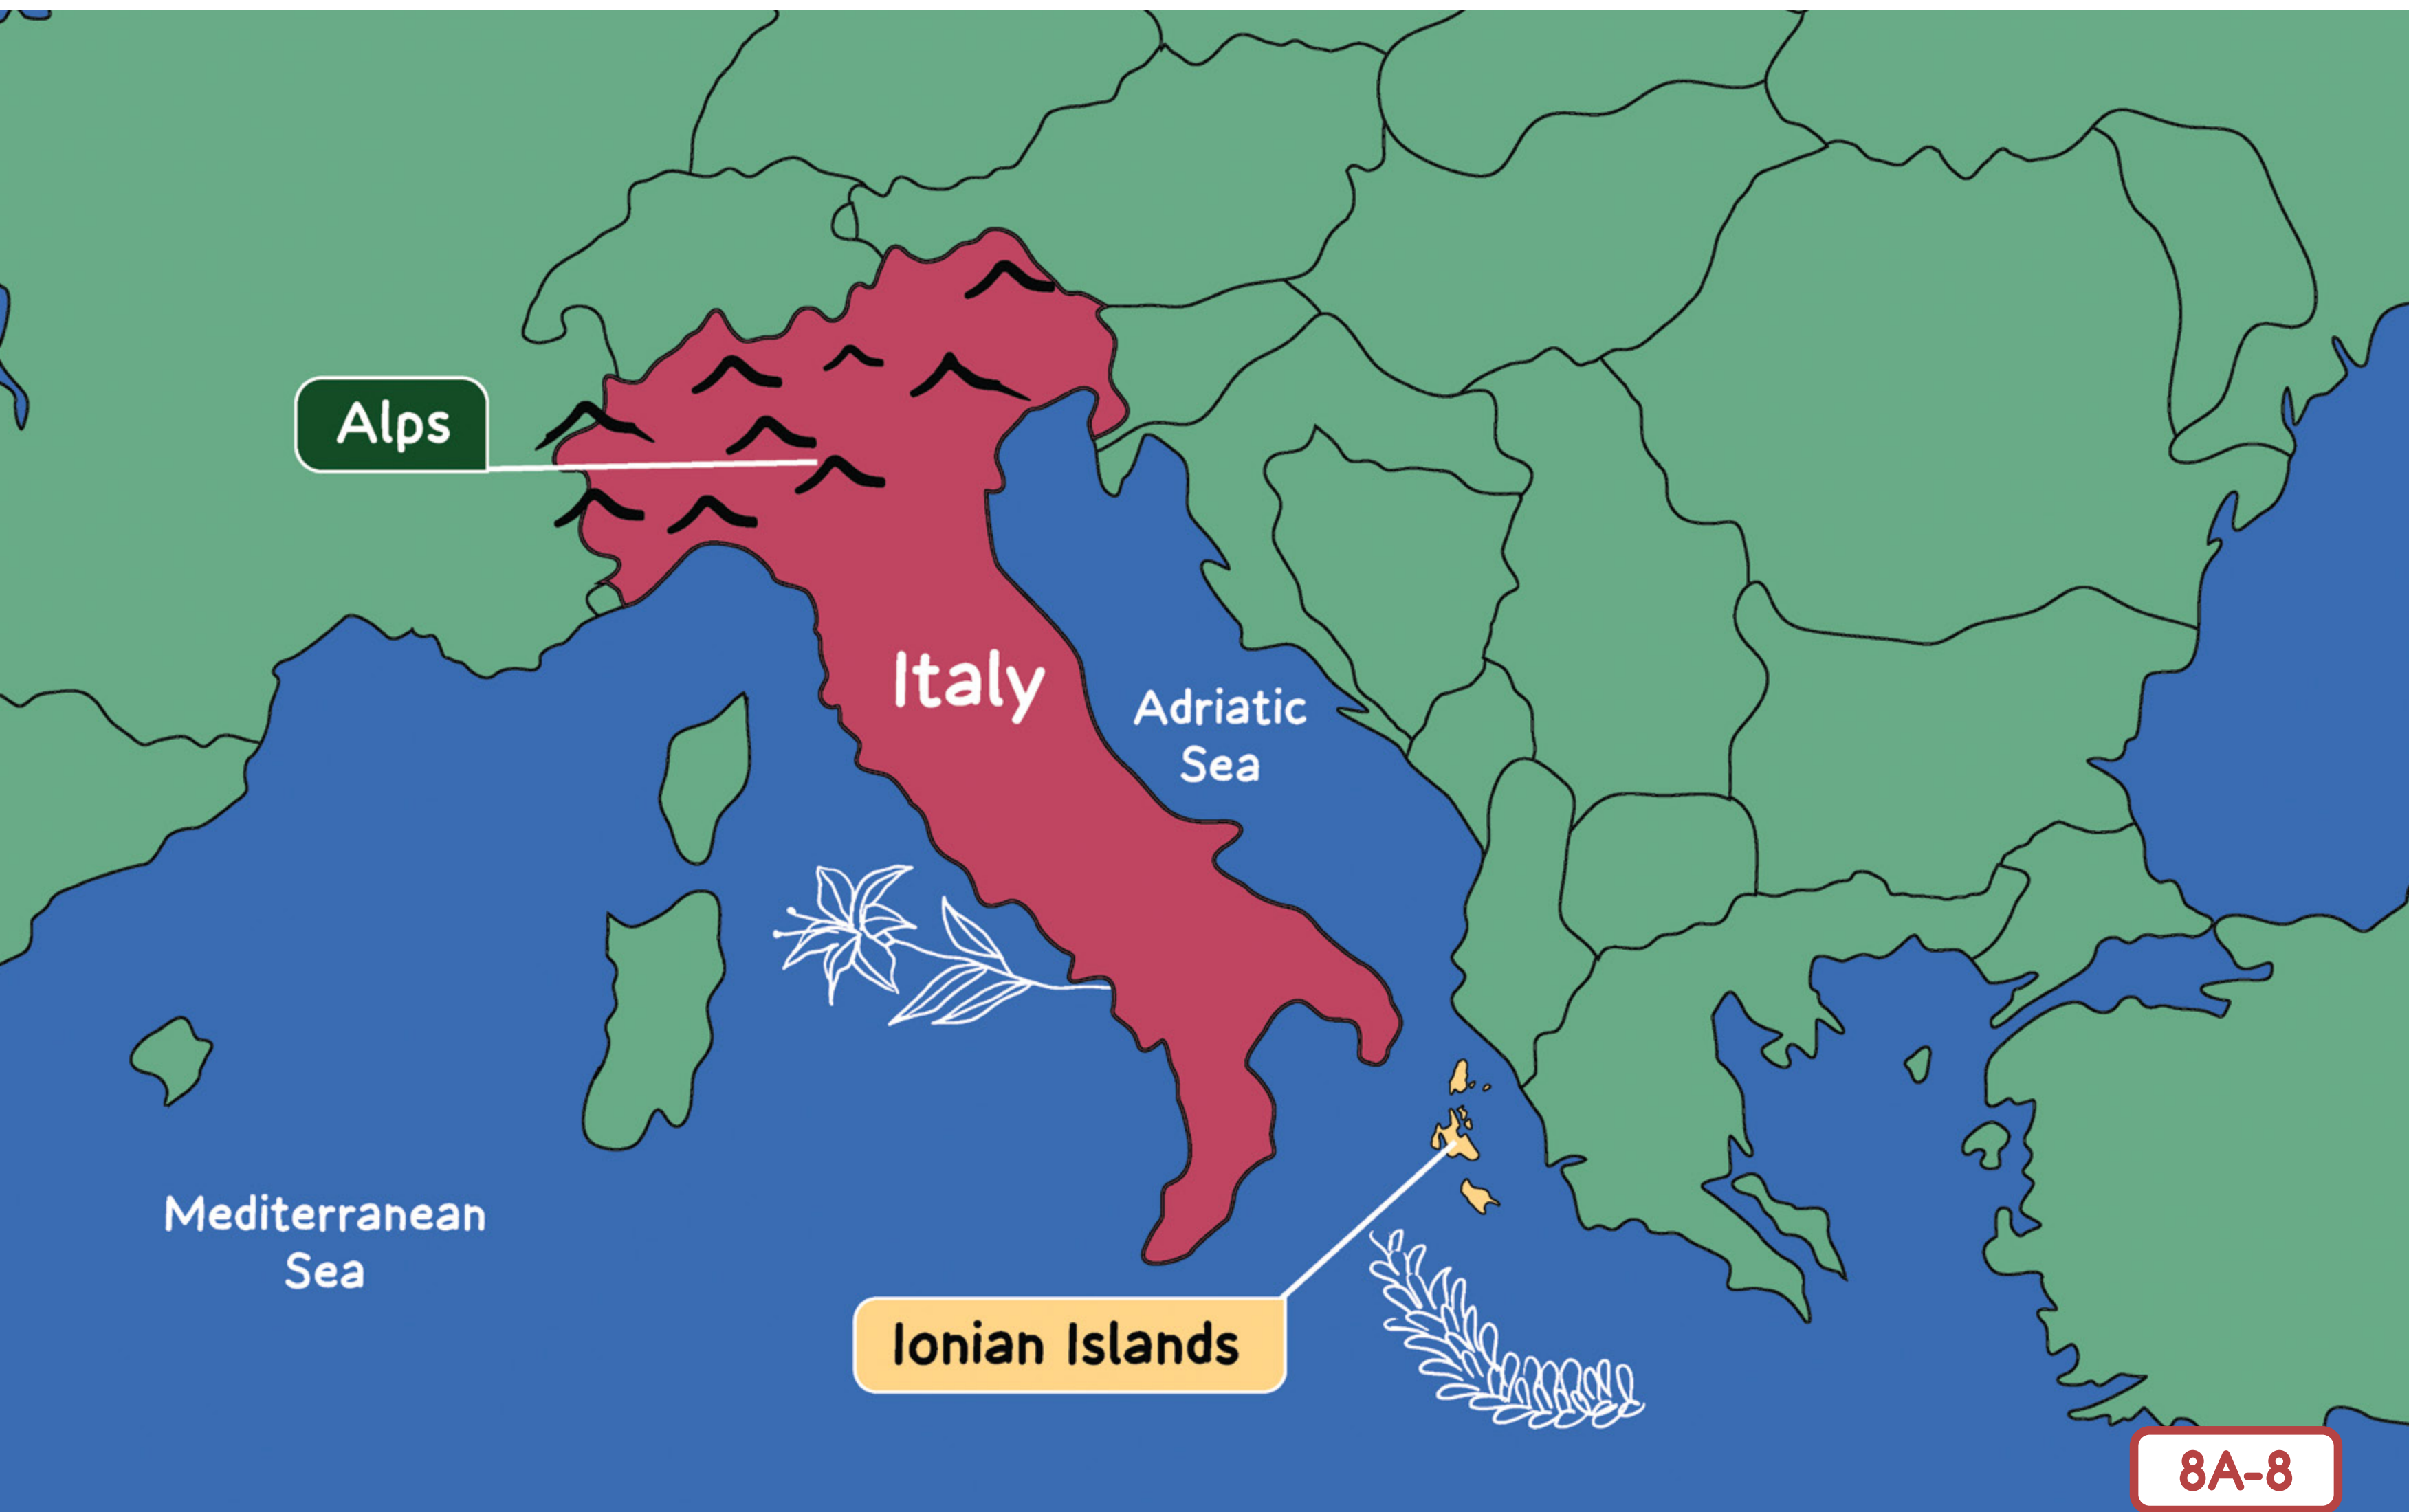 Alps
Italy
Adriatic
Sea
Mediterranean
Sea
Ionian Islands
8A-8